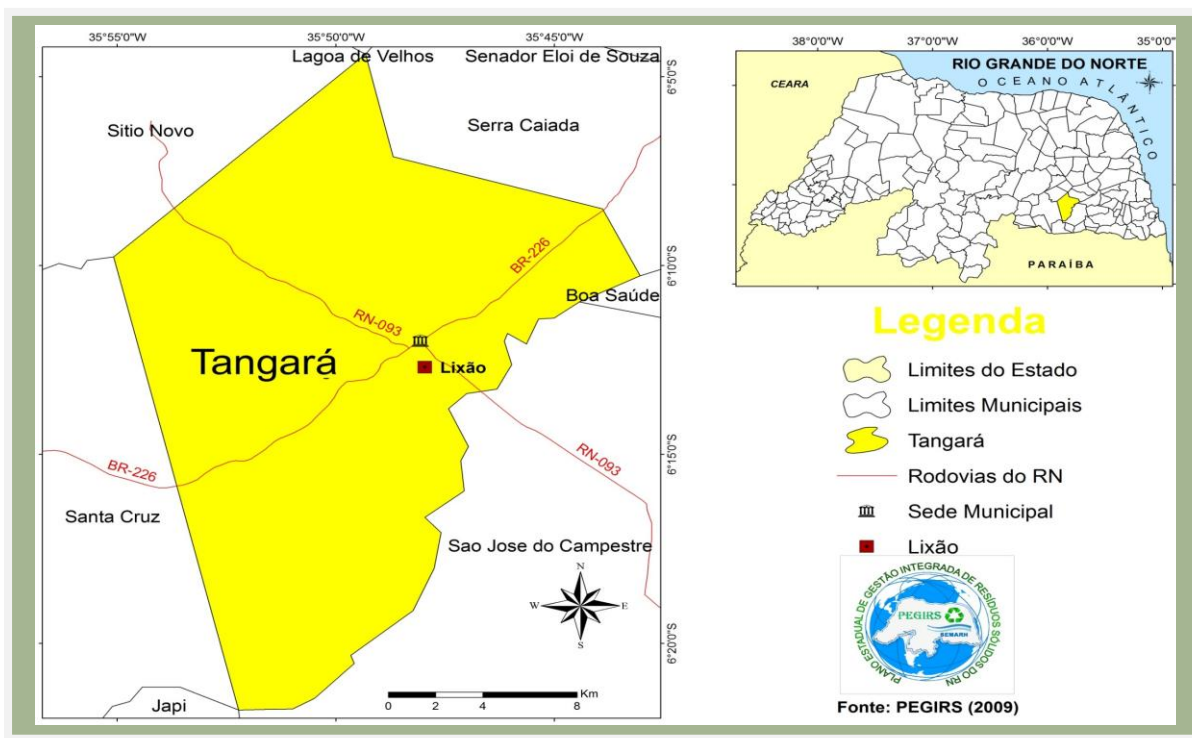 35°55'0"W 35°50'0"W 35°45'0"W
Lagoa de Velhos
Senador Eloi de Souza
6°5'0"S
Sitio Novo
Serra Caiada
BR-226
6°10'0"S
Boa Saúde
RN-093
Tangará
Lixão
BR-226
RN-093
6°15'0"S
Santa Cruz
Sao Jose do Campestre
N
W E
S
6°20'0"S
Japi
Km
0 2 4 8
38°0'0"W 37°0'0"W 36°0'0"W 35°0'0
RIO GRANDE DO NORTE
CEARA
OCEANO ATLÂNTICO
PARAÍBA
Legenda
Limites do Estado
Limites Municipais
Tangará
Rodovias do RN
Sede Municipal
Lixão
PLANO ESTADUAL DE GESTÃO INTEGRADA DE RESÍDUOS SÓLIDOS DO RN
PEGIRS
SEMARH
Fonte: PEGIRS (2009)